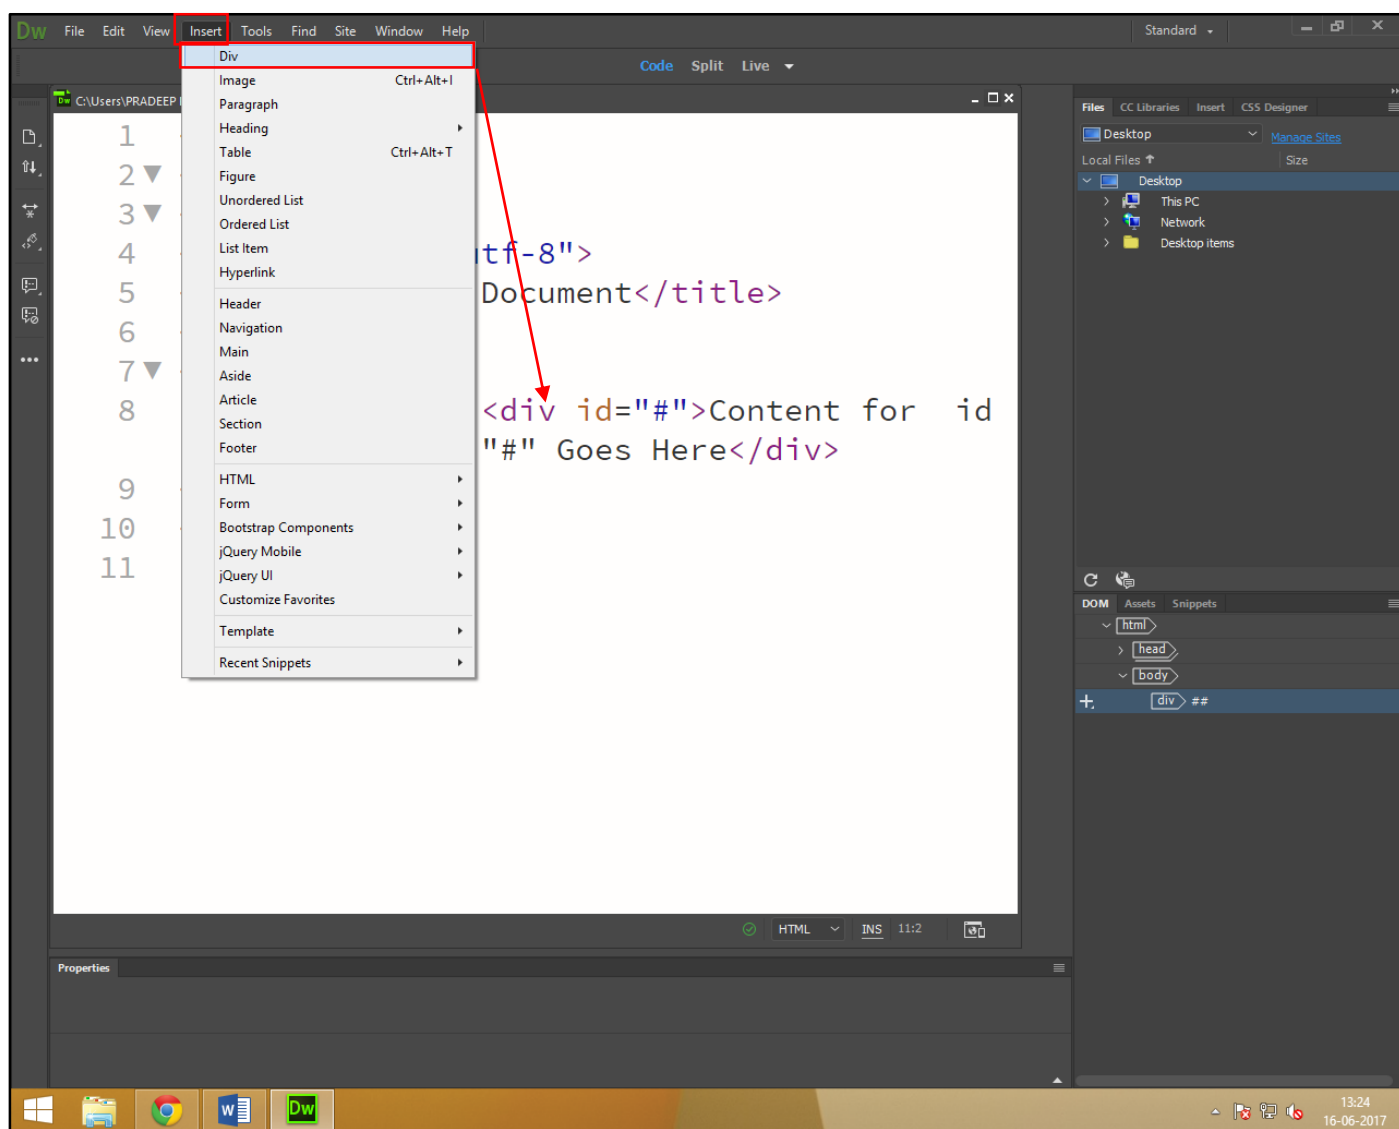 Dw File Edit View Insert Tools Find Site Window Help Standard
Code Split Live
C:\Users\PRADEEP
Div
Image Ctrl+Alt+I
Paragraph
Heading
Table Ctrl+Alt+T
Figure
Unordered List
Ordered List
List Item
Hyperlink
Header
Navigation
Main
Aside
Article
Section
Footer
HTML
Form
Bootstrap Components
jQuery Mobile
jQuery UI
Customize Favorites
Template
Recent Snippets
1
2
3
4 utf-8">
5 Document</title>
6
7
8 <div id="#">Content for id
"#" Goes Here</div>
9
10
11
HTML INS 11:2
Properties
Files CC Libraries Insert CSS Designer
Desktop Manage Sites
Local Files Size
Desktop
This PC
Network
Desktop items
DOM Assets Snippets
html
head
body
div ##
Dw
13:24
16-06-2017